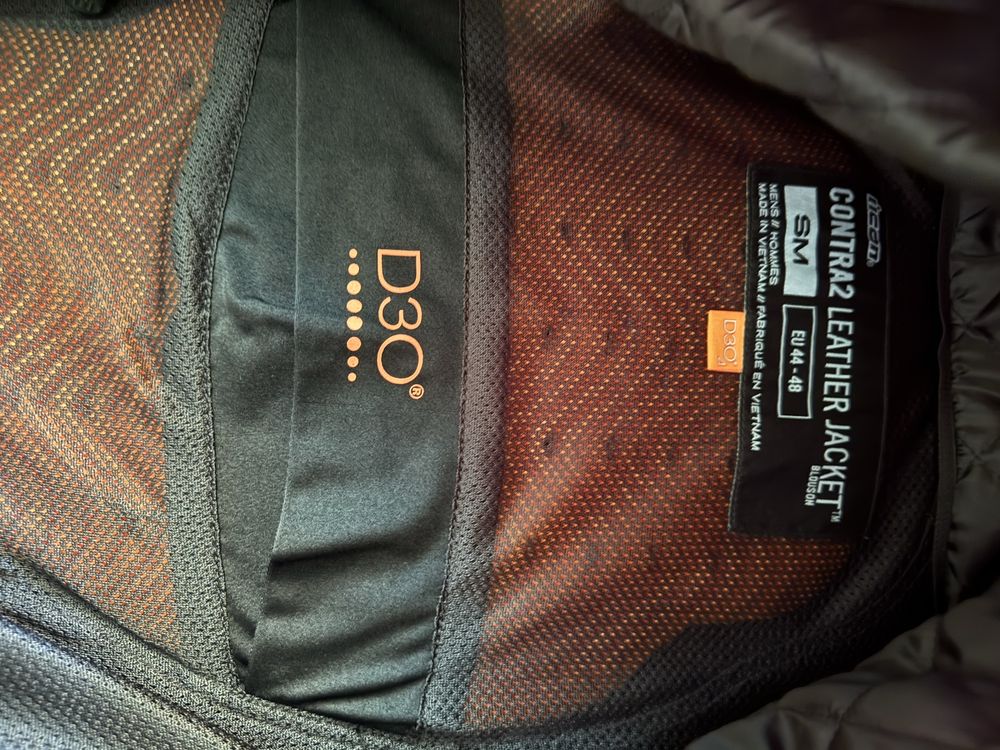 icon®
CONTRA2 LEATHER JACKET™
BLOUSON
SM
EU 44 - 48
MENS // HOMMES
MADE IN VIETNAM // FABRIQUÉ EN VIETNAM
D3O
D3O®